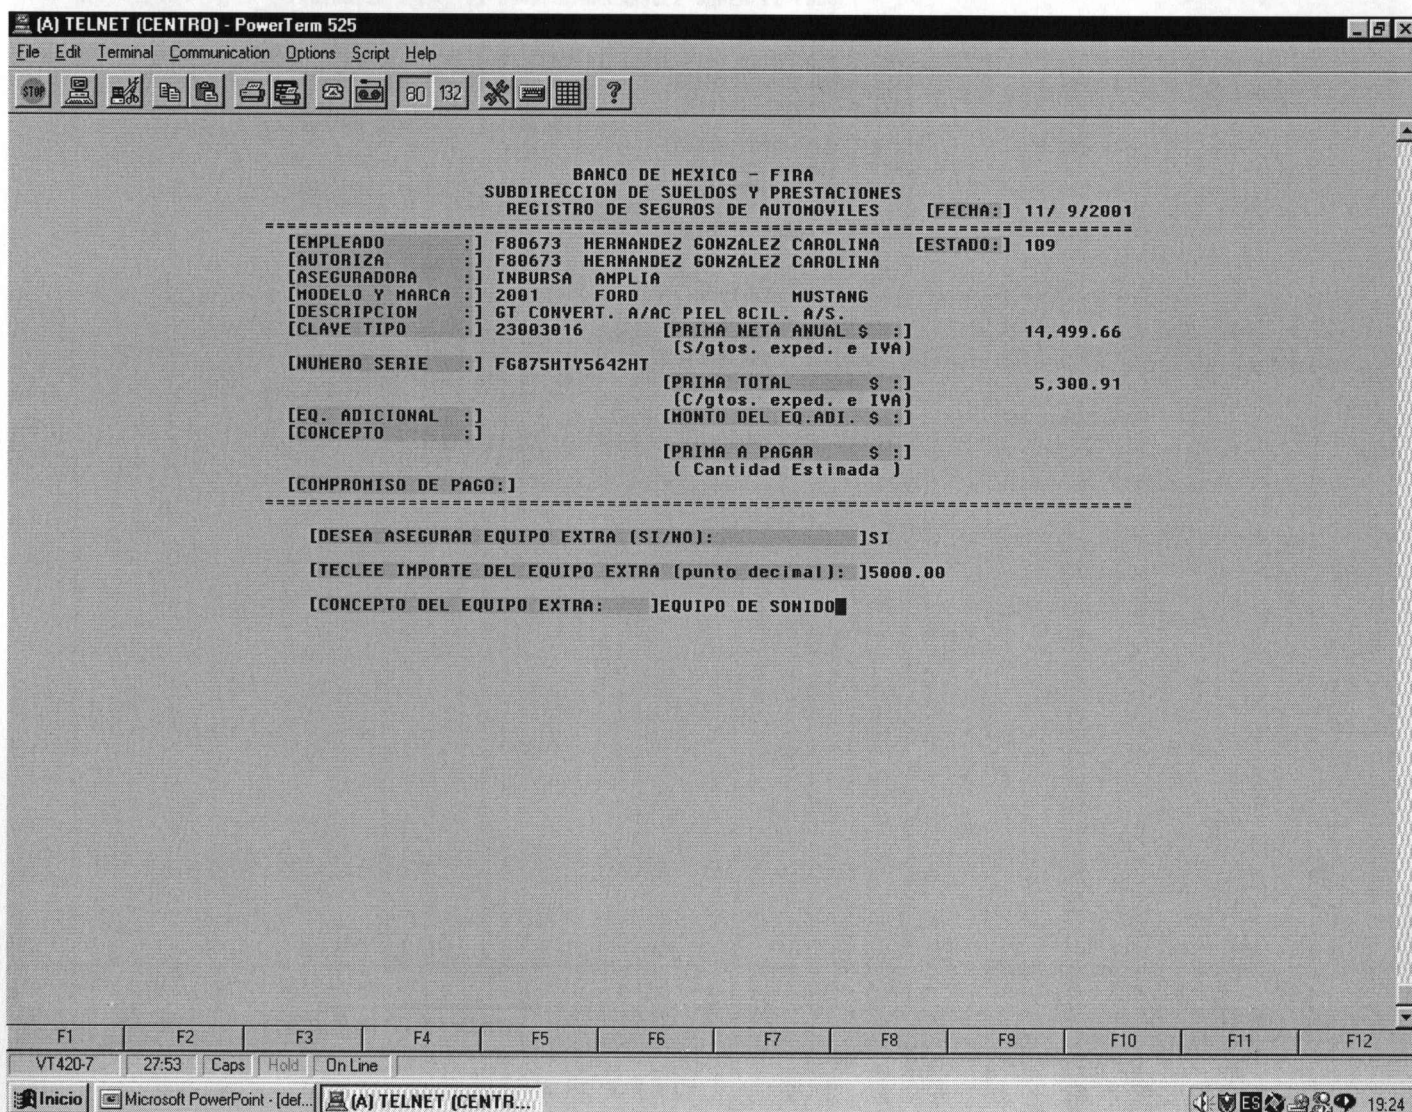 (A) TELNET (CENTRO) - PowerTerm 525
File Edit Terminal Communication Options Script Help
STOP 80 132 ?
BANCO DE MEXICO - FIRA
SUBDIRECCION DE SUELDOS Y PRESTACIONES
REGISTRO DE SEGUROS DE AUTOMOVILES [FECHA:] 11/ 9/2001
[EMPLEADO :] F80673 HERNANDEZ GONZALEZ CAROLINA [ESTADO:] 109
[AUTORIZA :] F80673 HERNANDEZ GONZALEZ CAROLINA
[ASEGURADORA :] INBURSA AMPLIA
[MODELO Y MARCA :] 2001 FORD MUSTANG
[DESCRIPCION :] GT CONVERT. A/AC PIEL 8CIL. A/S.
[CLAVE TIPO :] 23003016 [PRIMA NETA ANUAL $ :] 14,499.66
(S/gtos. exped. e IVA)
[NUMERO SERIE :] FG875HTY5642HT
[PRIMA TOTAL $ :] 5,300.91
(C/gtos. exped. e IVA)
[EQ. ADICIONAL :] [MONTO DEL EQ.ADI. $ :]
[CONCEPTO :]
[PRIMA A PAGAR $ :]
( Cantidad Estimada )
[COMPROMISO DE PAGO:]
[DESEA ASEGURAR EQUIPO EXTRA (SI/NO): ]SI
[TECLEE IMPORTE DEL EQUIPO EXTRA (punto decimal): ]5000.00
[CONCEPTO DEL EQUIPO EXTRA: ]EQUIPO DE SONIDO
F1 F2 F3 F4 F5 F6 F7 F8 F9 F10 F11 F12
VT420-7 27:53 Caps Hold On Line
Inicio Microsoft PowerPoint - [def... (A) TELNET (CENTR... ES 19:24